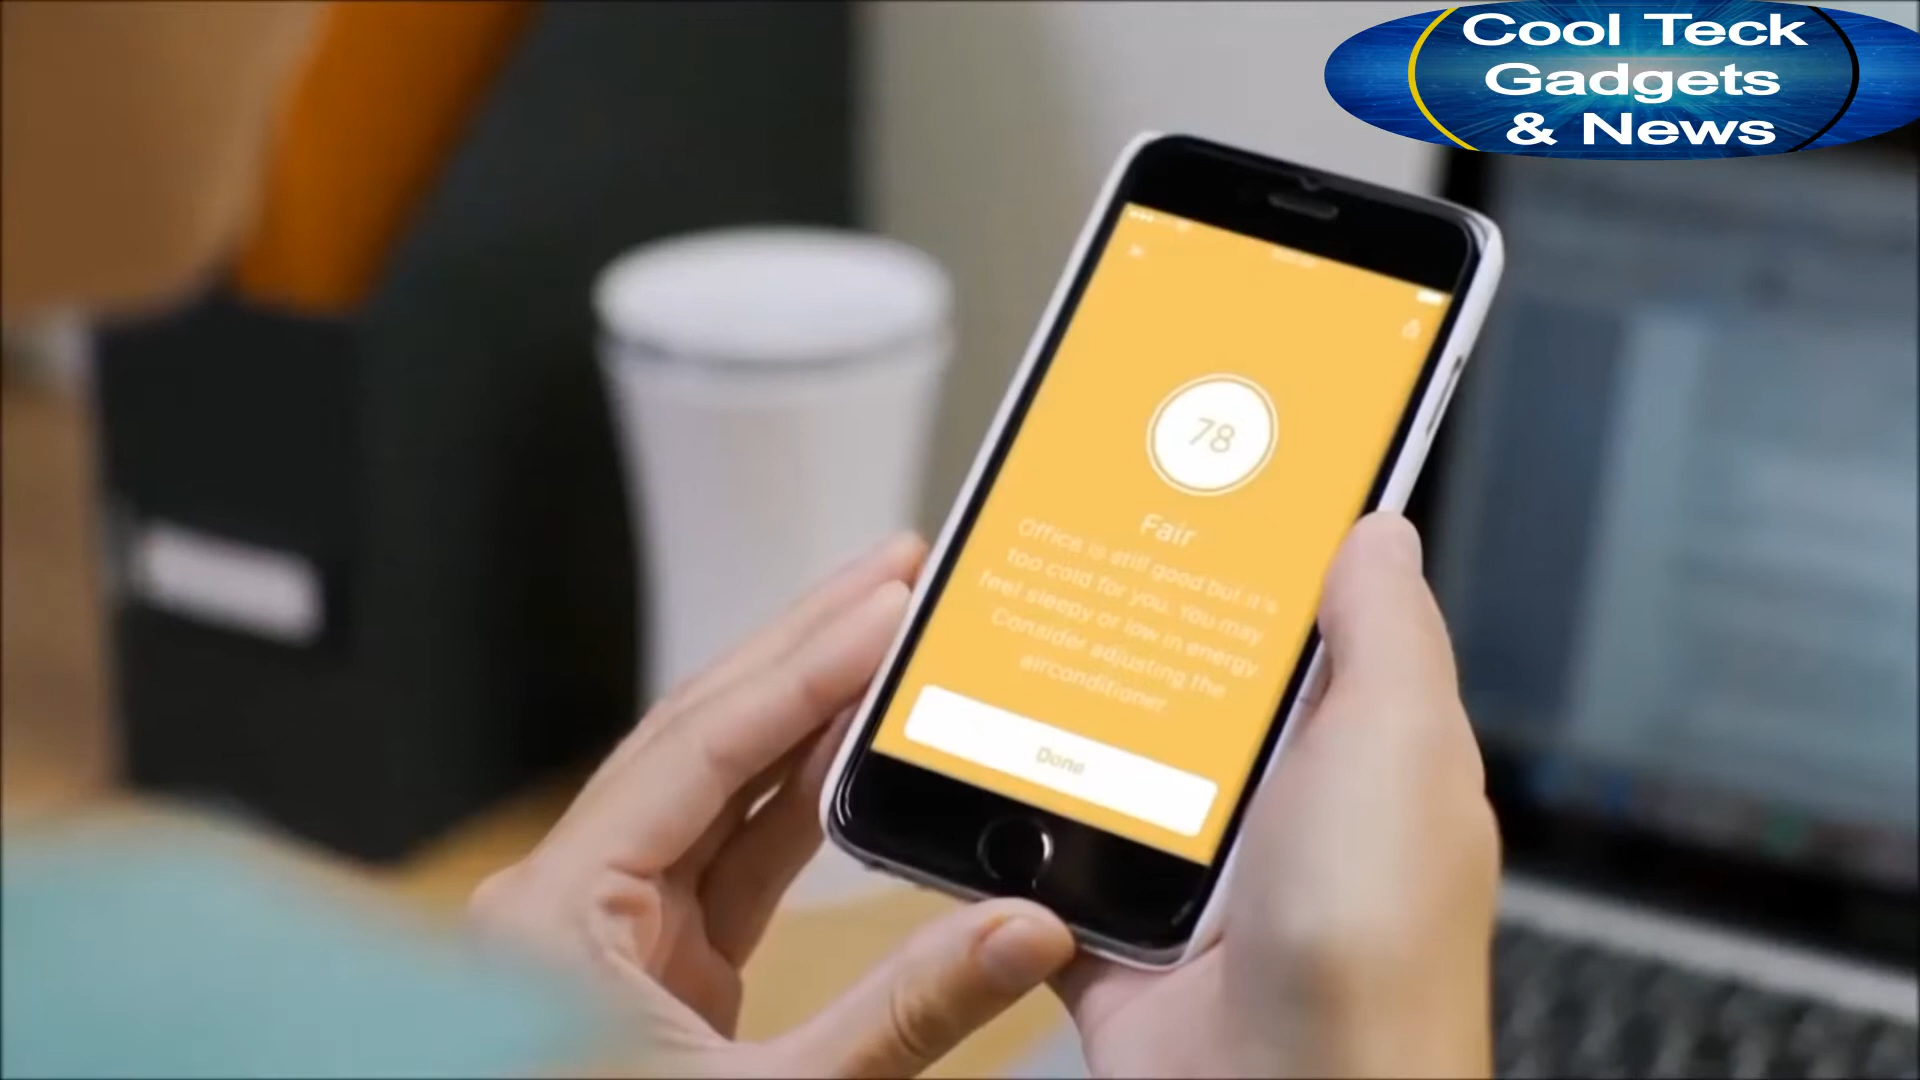 Cool Teck
Gadgets
& News
78
Fair
Office is still good but it's
too cold for you. You may
feel sleepy or low in energy.
Consider adjusting the
airconditioner.
Done